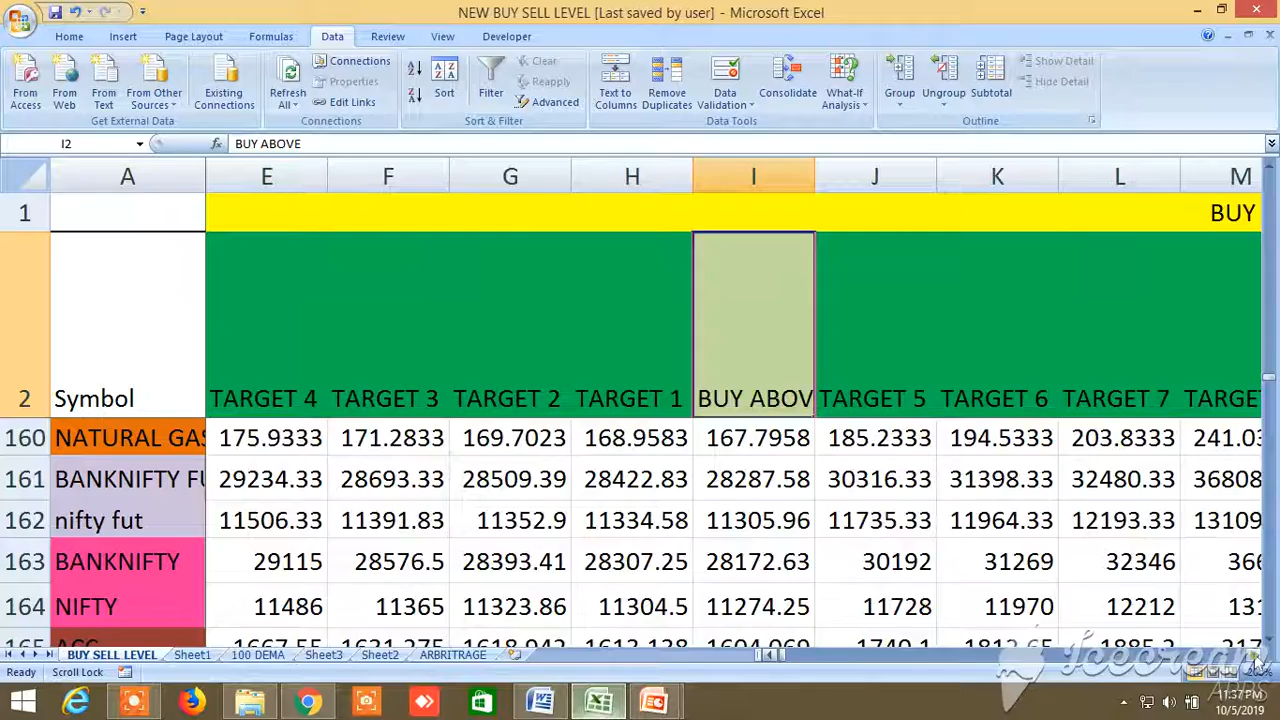 NEW BUY SELL LEVEL [Last saved by user] - Microsoft Excel
Home Insert Page Layout Formulas Data Review View Developer
From Access
From Web
From Text
From Other Sources
Existing Connections
Get External Data
Refresh All
Connections
Properties
Edit Links
Connections
Sort
Filter
Clear
Reapply
Advanced
Sort & Filter
Text to Columns
Remove Duplicates
Data Validation
Consolidate
What-If Analysis
Data Tools
Group
Ungroup
Subtotal
Show Detail
Hide Detail
Outline
I2 fx BUY ABOVE
A E F G H I J K L M
1 BUY
2 Symbol TARGET 4 TARGET 3 TARGET 2 TARGET 1 BUY ABOV TARGET 5 TARGET 6 TARGET 7 TARGE
160 NATURAL GAS 175.9333 171.2833 169.7023 168.9583 167.7958 185.2333 194.5333 203.8333 241.03
161 BANKNIFTY FU 29234.33 28693.33 28509.39 28422.83 28287.58 30316.33 31398.33 32480.33 36808
162 nifty fut 11506.33 11391.83 11352.9 11334.58 11305.96 11735.33 11964.33 12193.33 13109
163 BANKNIFTY 29115 28576.5 28393.41 28307.25 28172.63 30192 31269 32346 366
164 NIFTY 11486 11365 11323.86 11304.5 11274.25 11728 11970 12212 131
BUY SELL LEVEL Sheet1 100 DEMA Sheet3 Sheet2 ARBRITRAGE
Ready Scroll Lock
Icecream
APPS
11:37 PM
10/5/2019